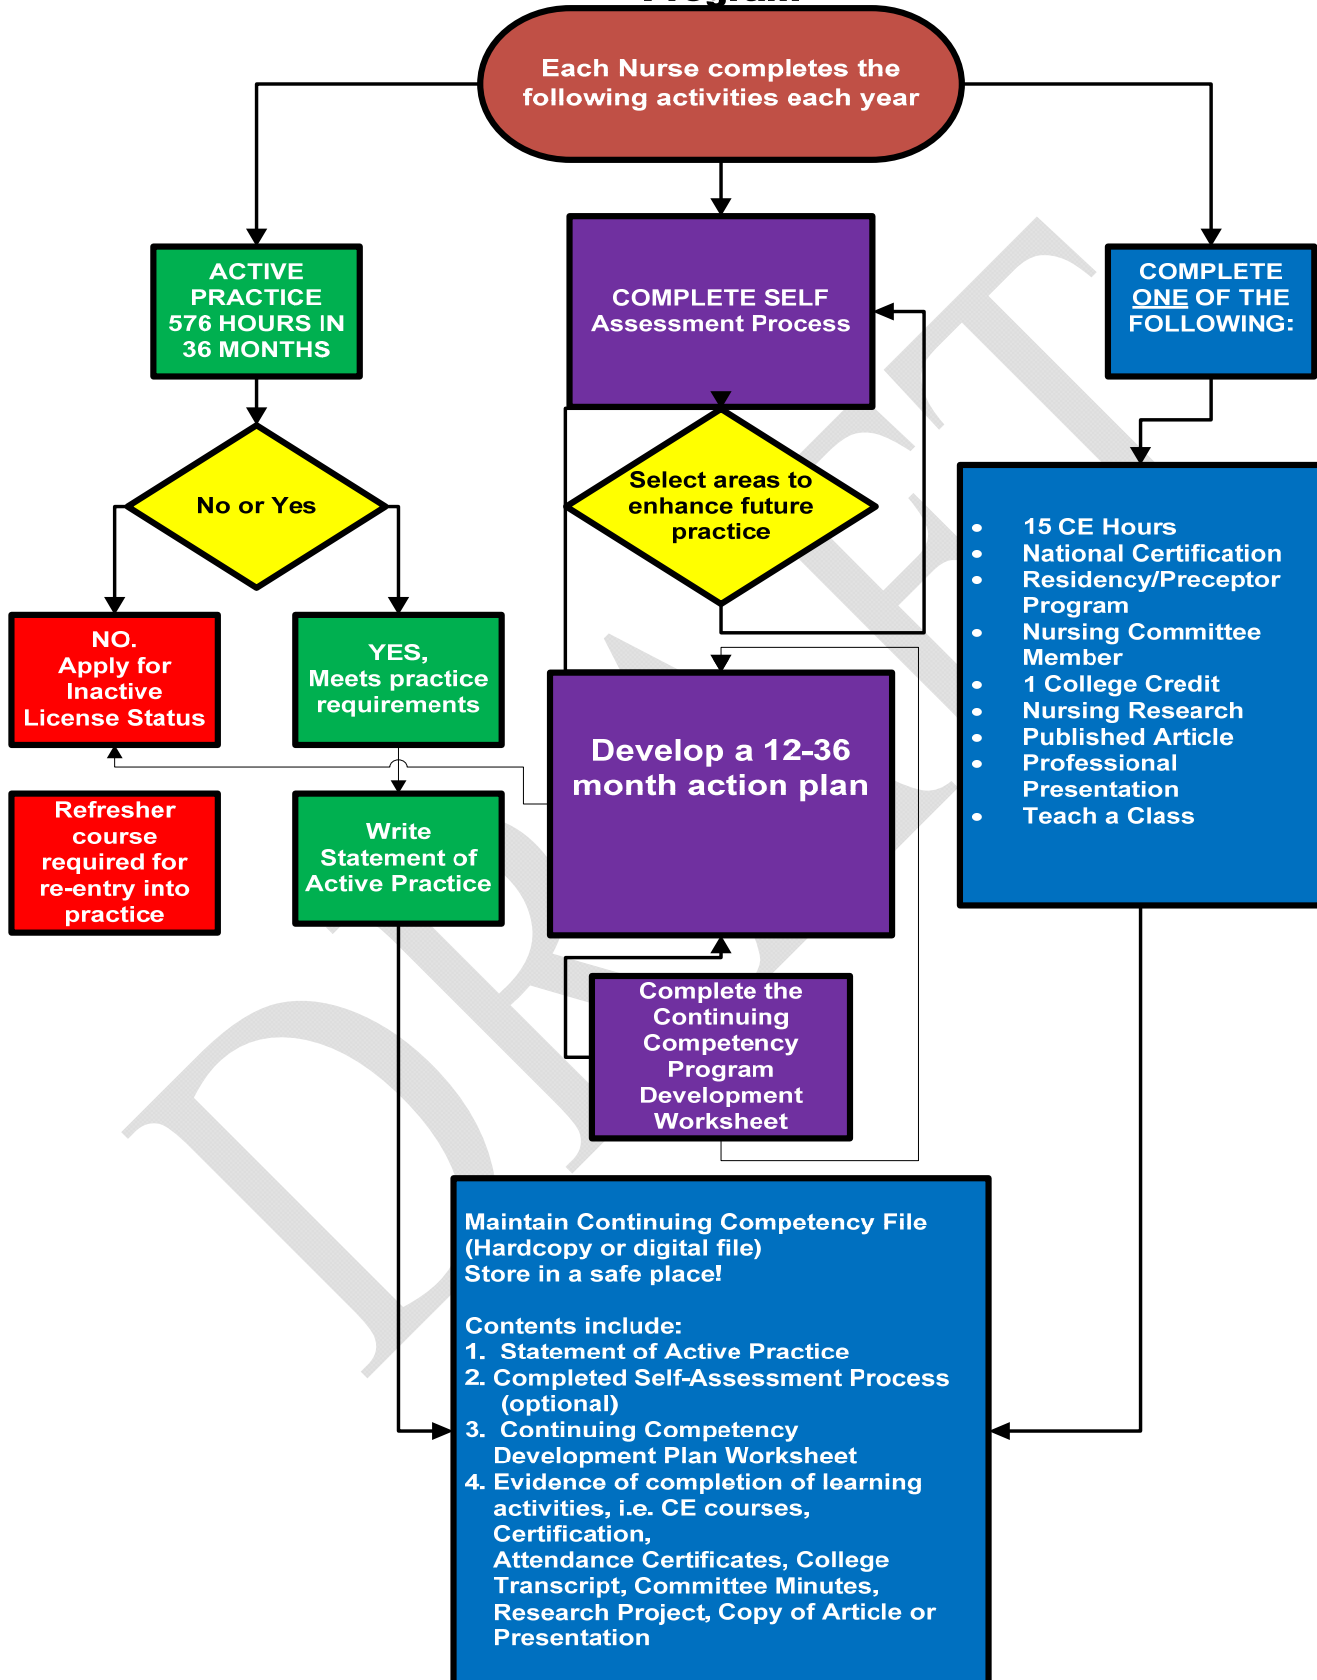 Program
Each Nurse completes the
following activities each year
ACTIVE
PRACTICE
576 HOURS IN
36 MONTHS
No or Yes
NO.
Apply for
Inactive
License Status
Refresher
course
required for
re-entry into
practice
YES,
Meets practice
requirements
Write
Statement of
Active Practice
COMPLETE SELF
Assessment Process
Select areas to
enhance future
practice
Develop a 12-36
month action plan
Complete the
Continuing
Competency
Program
Development
Worksheet
COMPLETE
ONE OF THE
FOLLOWING:
• 15 CE Hours
• National Certification
• Residency/Preceptor
Program
• Nursing Committee
Member
• 1 College Credit
• Nursing Research
• Published Article
• Professional
Presentation
• Teach a Class
Maintain Continuing Competency File
(Hardcopy or digital file)
Store in a safe place!
Contents include:
1. Statement of Active Practice
2. Completed Self-Assessment Process
(optional)
3. Continuing Competency
Development Plan Worksheet
4. Evidence of completion of learning
activities, i.e. CE courses,
Certification,
Attendance Certificates, College
Transcript, Committee Minutes,
Research Project, Copy of Article or
Presentation
DRAFT